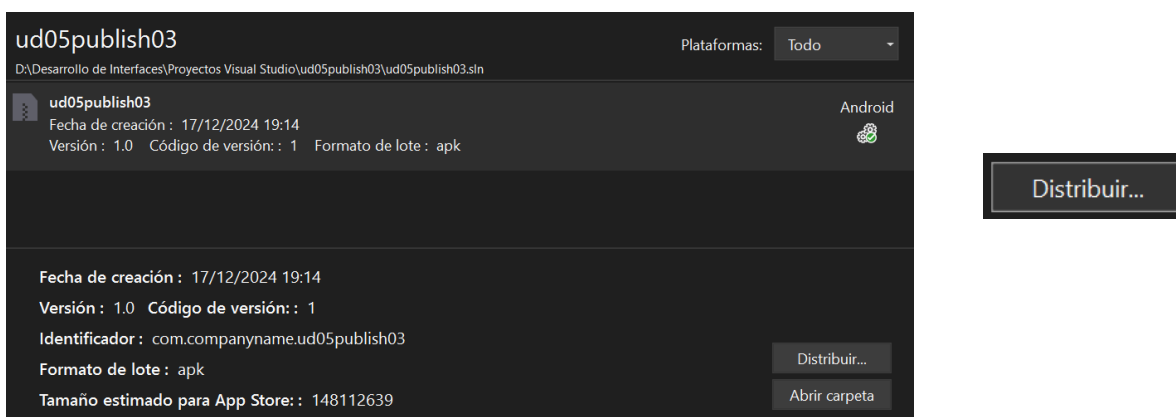 ud05publish03
Plataformas: Todo
D:\Desarrollo de Interfaces\Proyectos Visual Studio\ud05publish03\ud05publish03.sln
ud05publish03
Android
Fecha de creación : 17/12/2024 19:14
Versión : 1.0 Código de versión: : 1 Formato de lote : apk
Distribuir...
Fecha de creación : 17/12/2024 19:14
Versión : 1.0 Código de versión: : 1
Identificador : com.companyname.ud05publish03
Formato de lote : apk
Distribuir...
Tamaño estimado para App Store: : 148112639
Abrir carpeta